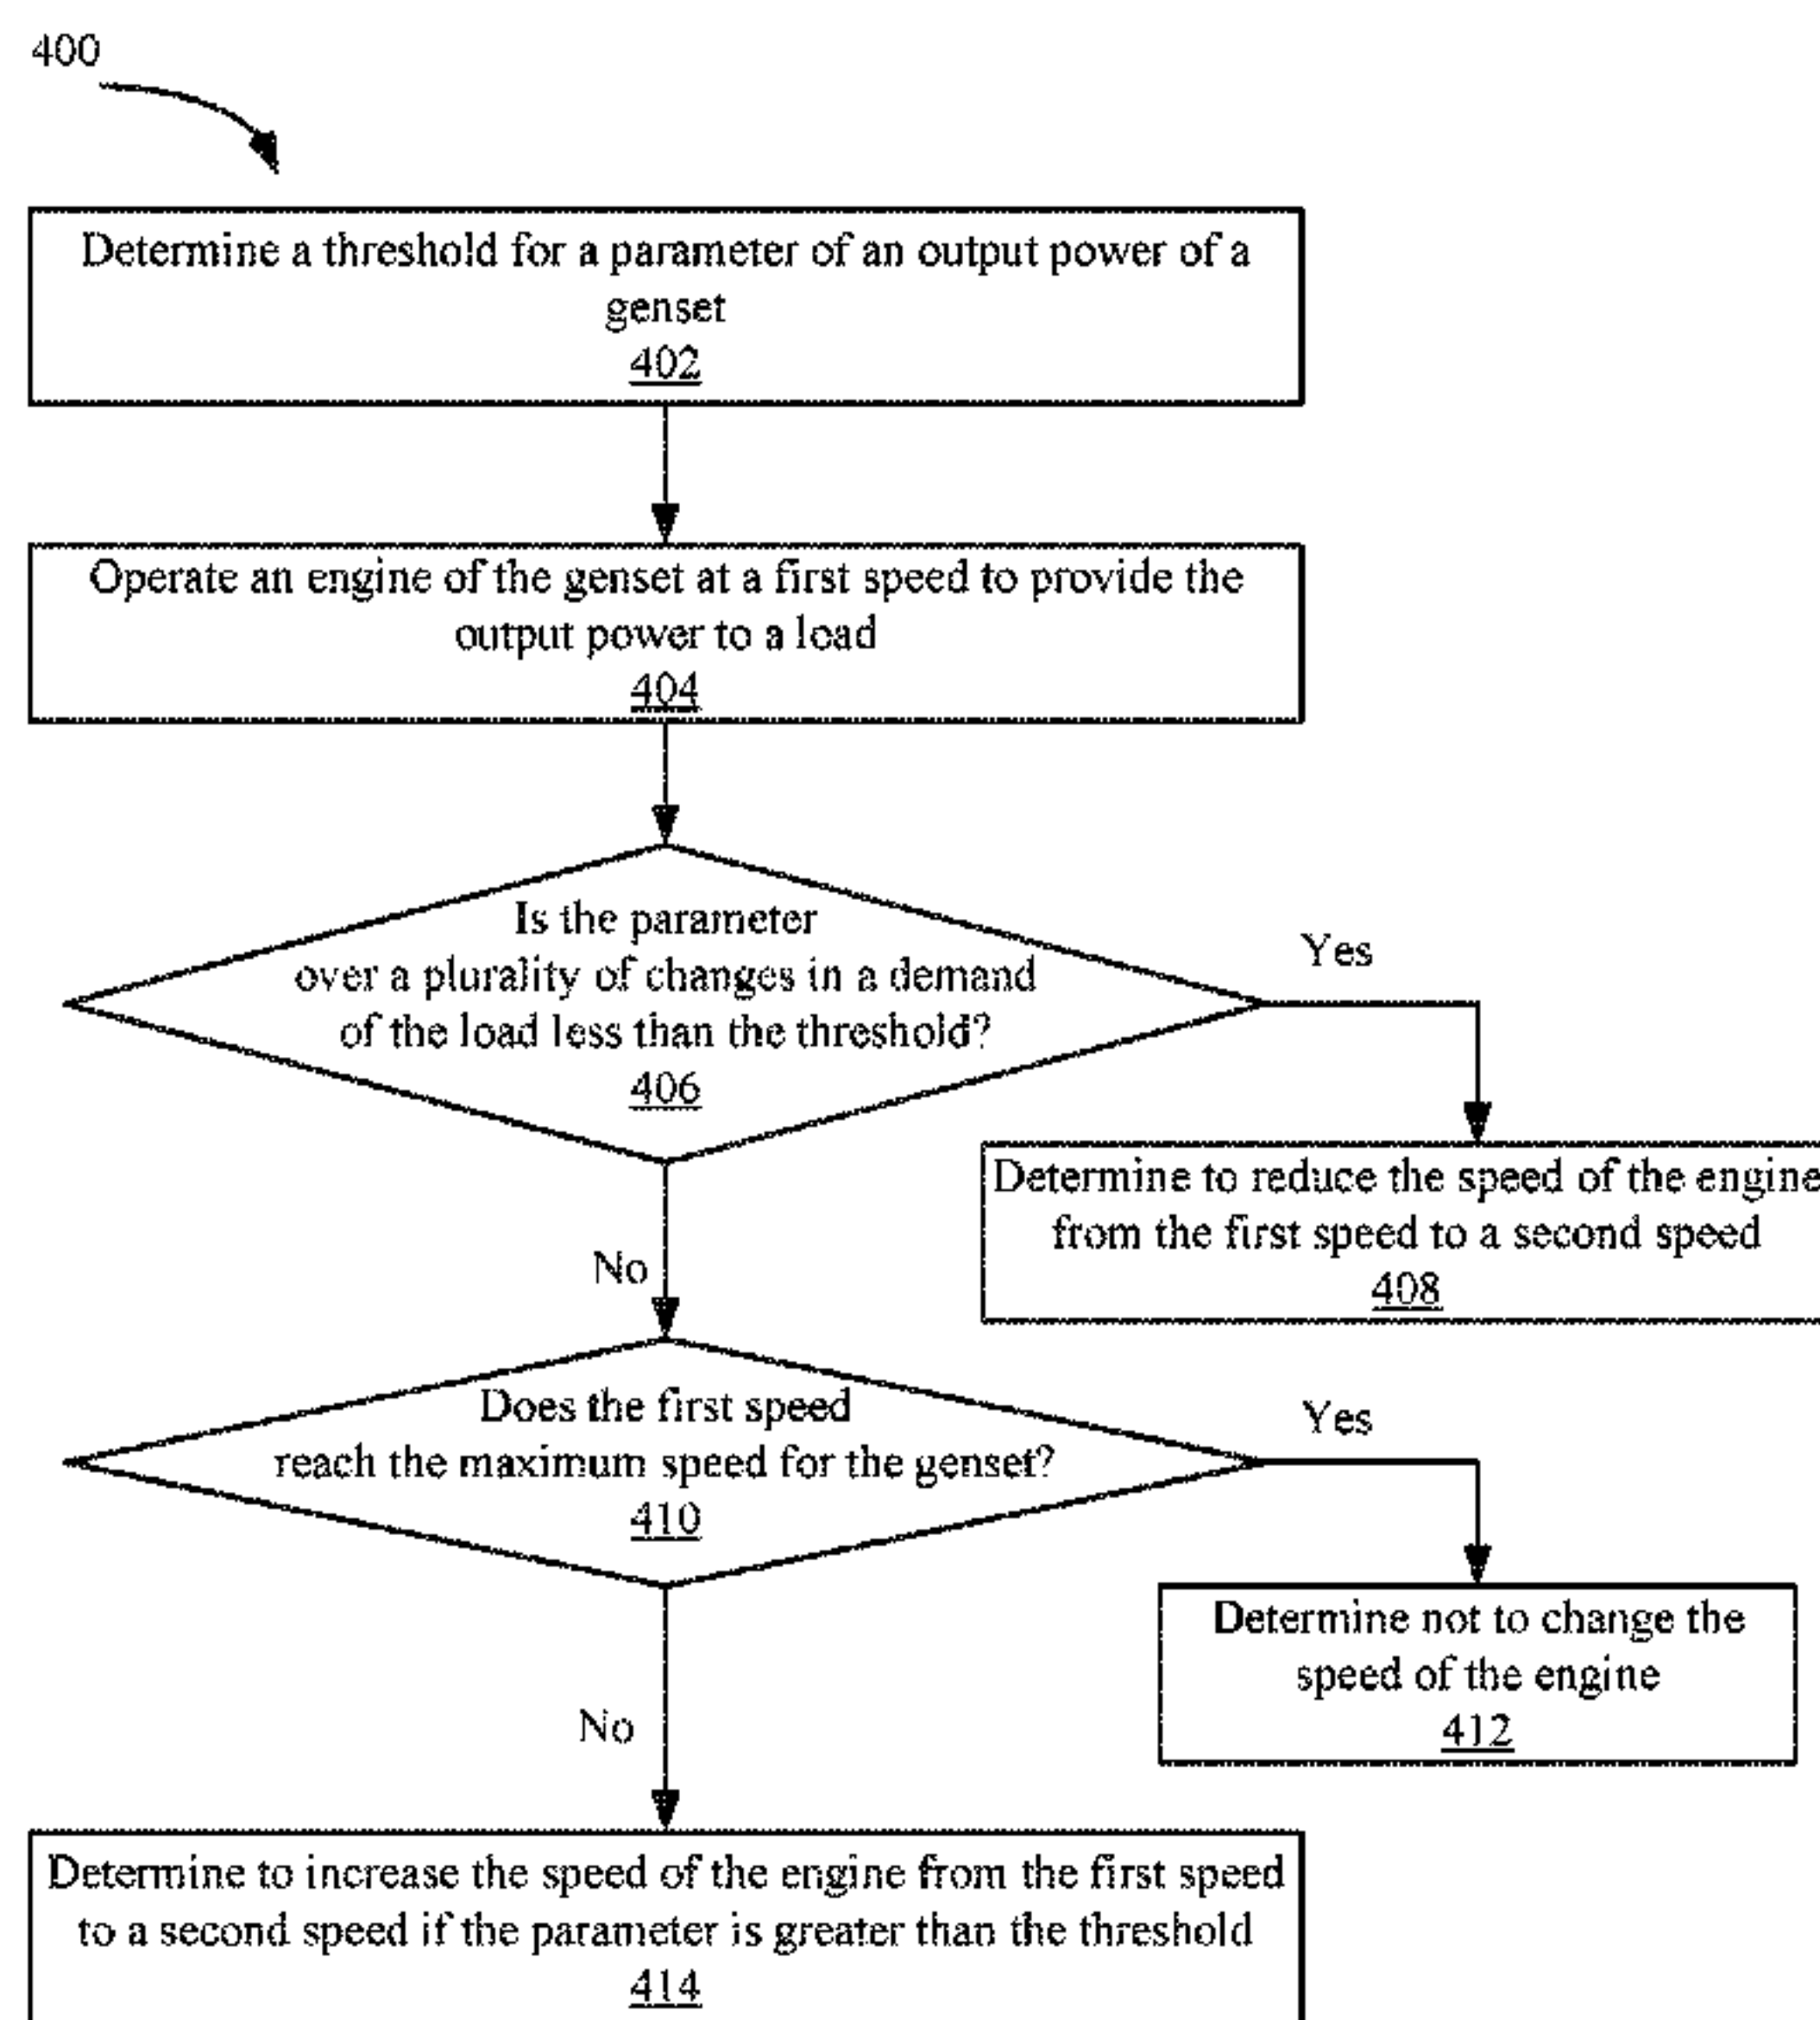 400
Determine a threshold for a parameter of an output power of a
genset
402
Operate an engine of the genset at a first speed to provide the
output power to a load
404
Is the parameter
over a plurality of changes in a demand
of the load less than the threshold?
406
Yes
Determine to reduce the speed of the engine
from the first speed to a second speed
408
No
Does the first speed
reach the maximum speed for the genset?
410
Yes
Determine not to change the
speed of the engine
412
No
Determine to increase the speed of the engine from the first speed
to a second speed if the parameter is greater than the threshold
414